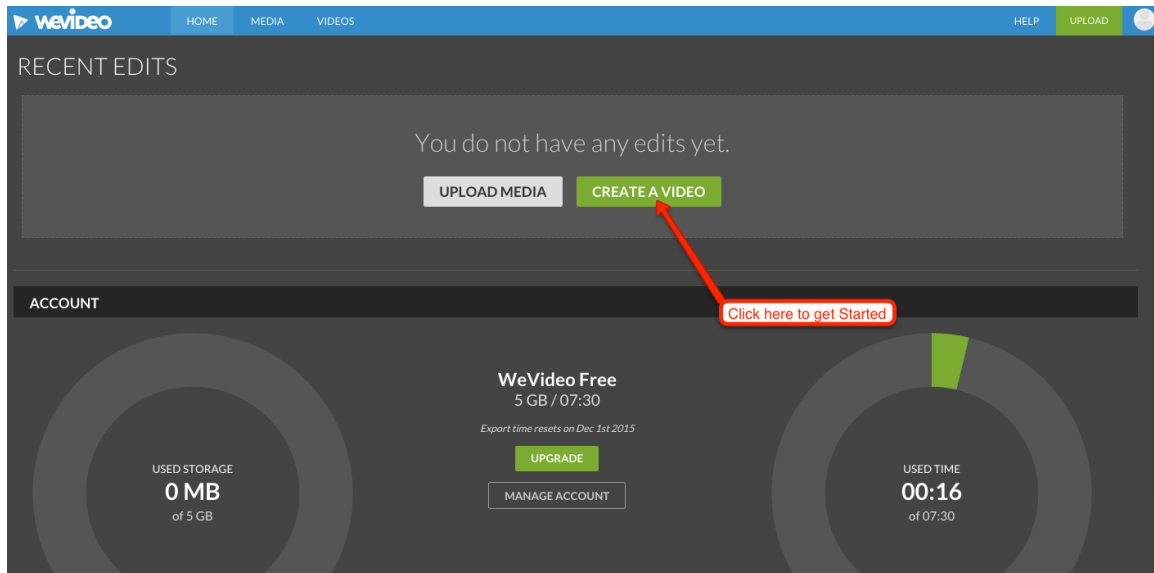 WeVideo HOME MEDIA VIDEOS HELP UPLOAD
RECENT EDITS
You do not have any edits yet.
UPLOAD MEDIA CREATE A VIDEO
Click here to get Started
ACCOUNT
USED STORAGE
0 MB
of 5 GB
WeVideo Free
5 GB / 07:30
Export time resets on Dec 1st 2015
UPGRADE
MANAGE ACCOUNT
USED TIME
00:16
of 07:30